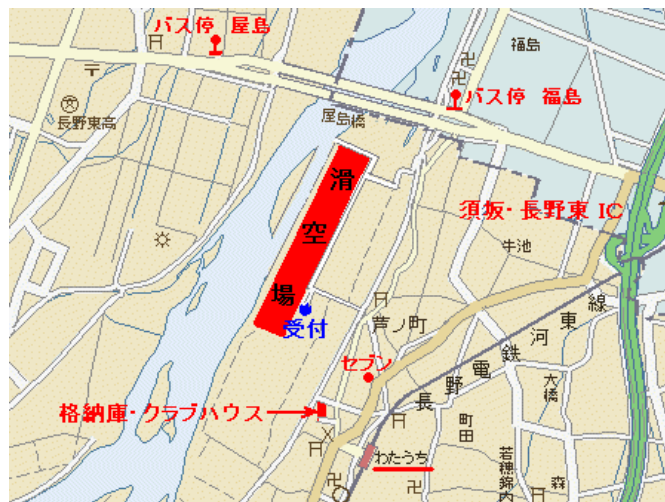 バス停 屋島
福島
バス停 福島
長野東高
屋島橋
滑空場
須坂・長野東 IC
牛池
受付
芦ノ町
セブン
長野電鉄河東線
大橋
格納庫・クラブハウス
町田
わたうち
若穂錦内
森